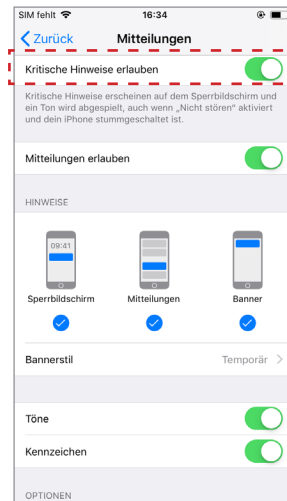 SIM fehlt 16:34
Zurück Mitteilungen
Kritische Hinweise erlauben
Kritische Hinweise erscheinen auf dem Sperrbildschirm und
ein Ton wird abgespielt, auch wenn „Nicht stören" aktiviert
und dein iPhone stummgeschaltet ist.
Mitteilungen erlauben
HINWEISE
09:41
Sperrbildschirm Mitteilungen Banner
Bannerstil Temporär
Töne
Kennzeichen
OPTIONEN